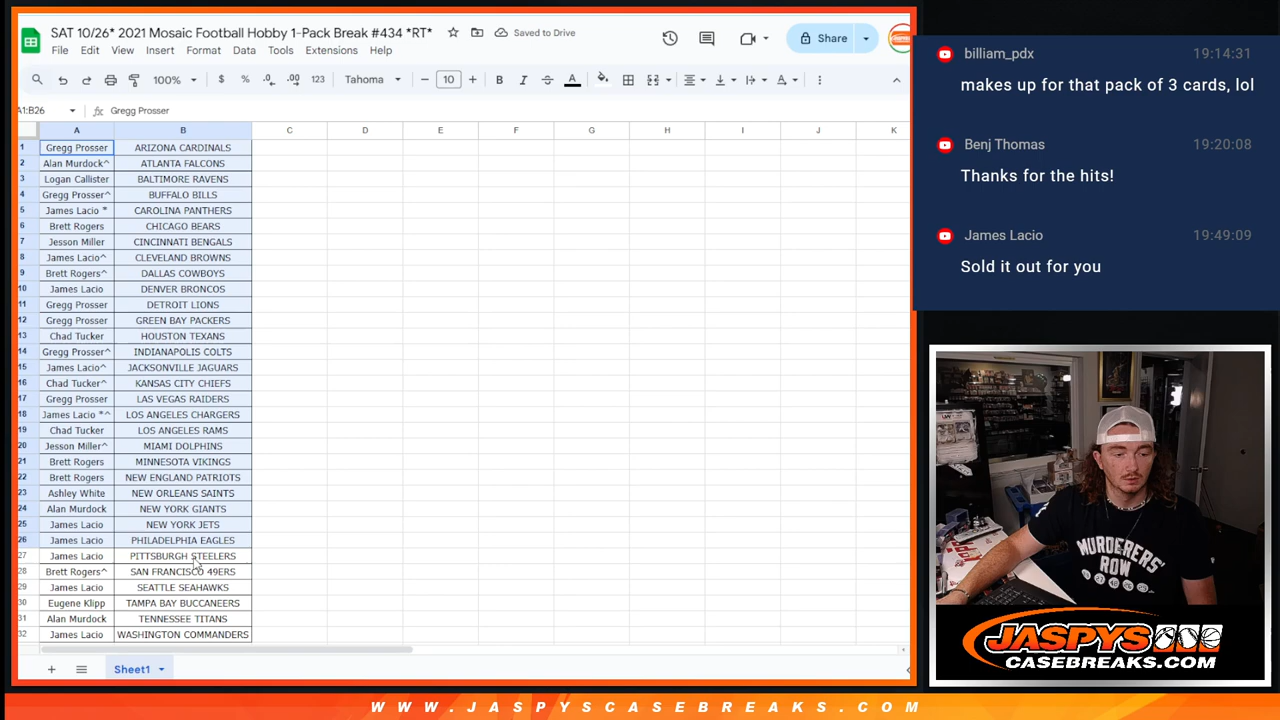 SAT 10/26* 2021 Mosaic Football Hobby 1-Pack Break #434 *RT*
Saved to Drive
File Edit View Insert Format Data Tools Extensions Help
Share
100% $ % .0 .00 123 Tahoma 10
A1:B26 Gregg Prosser
A B C D E F G H I J K
1 Gregg Prosser ARIZONA CARDINALS
2 Alan Murdock^ ATLANTA FALCONS
3 Logan Callister BALTIMORE RAVENS
4 Gregg Prosser^ BUFFALO BILLS
5 James Lacio * CAROLINA PANTHERS
6 Brett Rogers CHICAGO BEARS
7 Jesson Miller CINCINNATI BENGALS
8 James Lacio^ CLEVELAND BROWNS
9 Brett Rogers^ DALLAS COWBOYS
10 James Lacio DENVER BRONCOS
11 Gregg Prosser DETROIT LIONS
12 Gregg Prosser GREEN BAY PACKERS
13 Chad Tucker HOUSTON TEXANS
14 Gregg Prosser^ INDIANAPOLIS COLTS
15 James Lacio^ JACKSONVILLE JAGUARS
16 Chad Tucker^ KANSAS CITY CHIEFS
17 Gregg Prosser LAS VEGAS RAIDERS
18 James Lacio *^ LOS ANGELES CHARGERS
19 Chad Tucker LOS ANGELES RAMS
20 Jesson Miller^ MIAMI DOLPHINS
21 Brett Rogers MINNESOTA VIKINGS
22 Brett Rogers NEW ENGLAND PATRIOTS
23 Ashley White NEW ORLEANS SAINTS
24 Alan Murdock NEW YORK GIANTS
25 James Lacio NEW YORK JETS
26 James Lacio PHILADELPHIA EAGLES
27 James Lacio PITTSBURGH STEELERS
28 Brett Rogers^ SAN FRANCISCO 49ERS
29 James Lacio SEATTLE SEAHAWKS
30 Eugene Klipp TAMPA BAY BUCCANEERS
31 Alan Murdock TENNESSEE TITANS
32 James Lacio WASHINGTON COMMANDERS
Sheet1
billiam_pdx 19:14:31
makes up for that pack of 3 cards, lol
Benj Thomas 19:20:08
Thanks for the hits!
James Lacio 19:49:09
Sold it out for you
MURDERERS'
ROW
JASPYS
CASEBREAKS.COM
WWW.JASPYSCASEBREAKS.COM